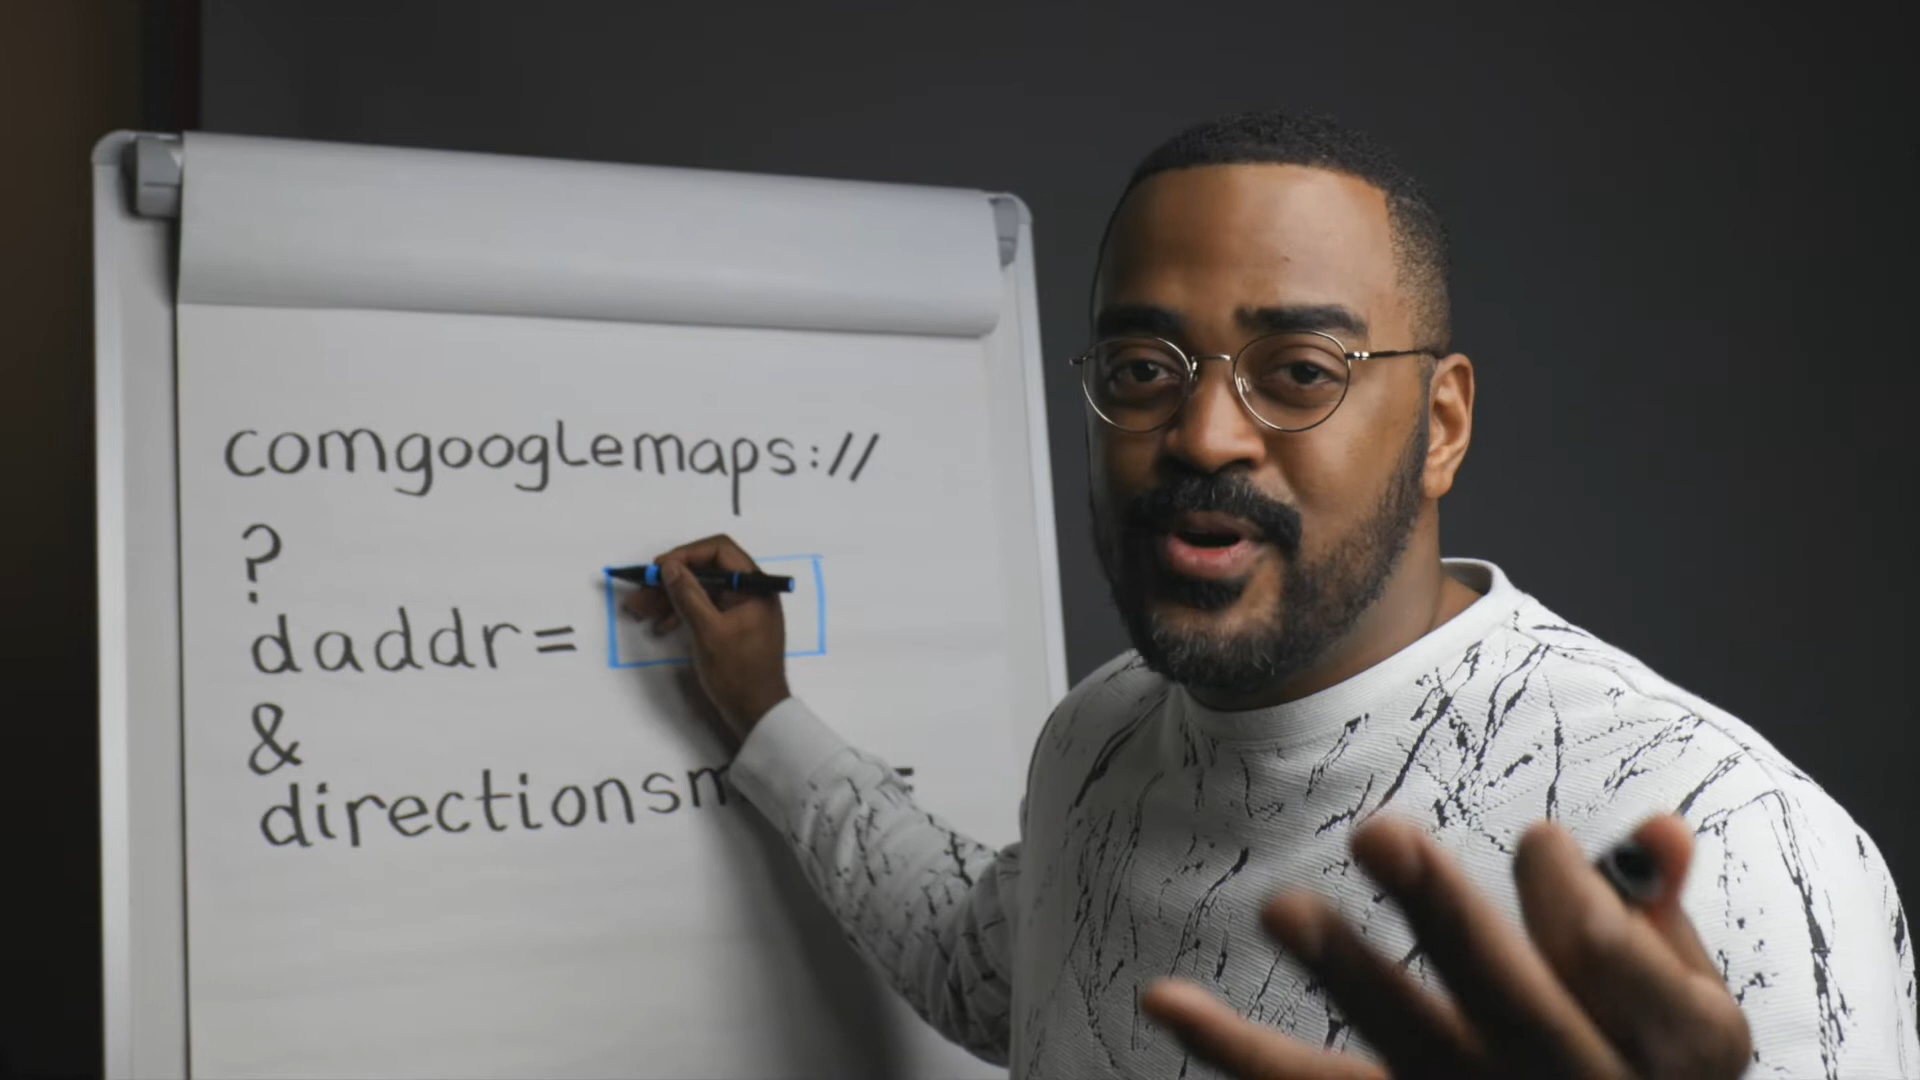 comgooglemaps://
?
daddr=
&
directionsm =